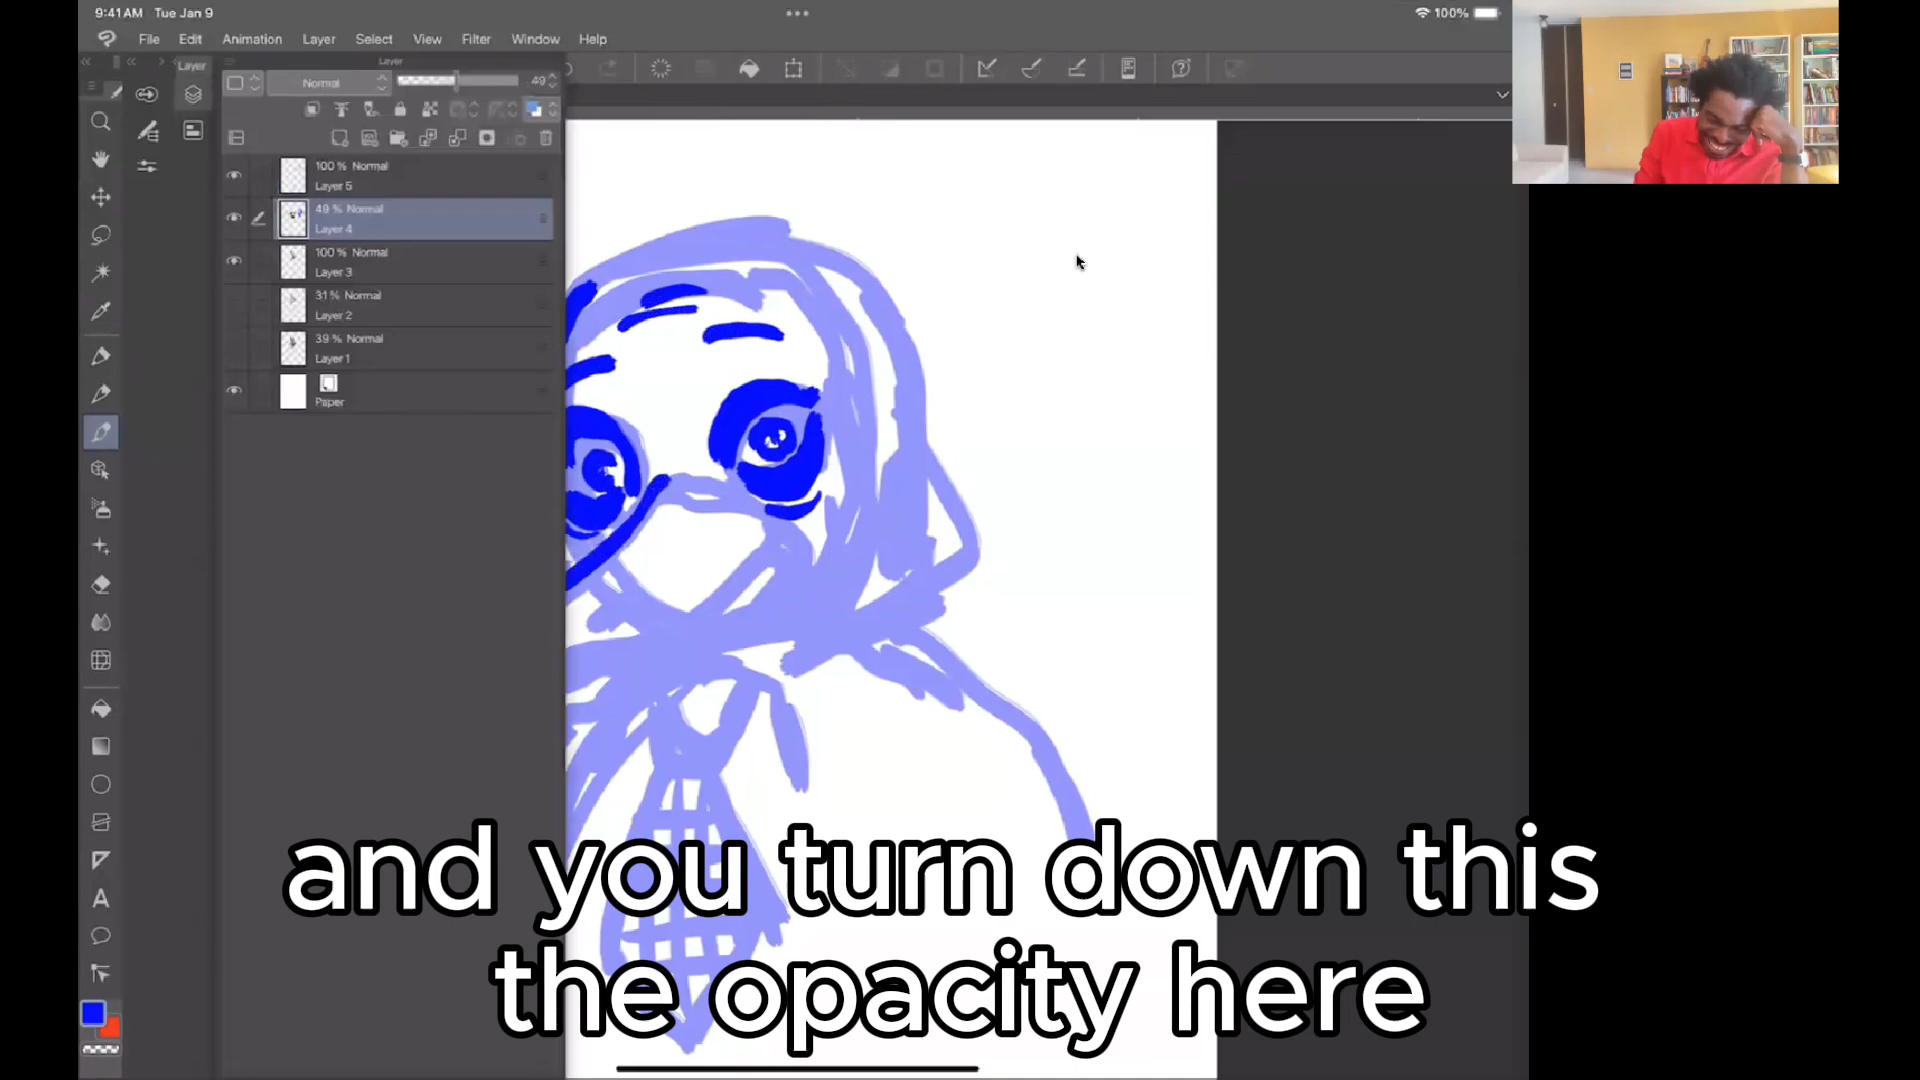 9:41 AM Tue Jan 9
100%
File Edit Animation Layer Select View Filter Window Help
Layer
Layer
Normal
49
100 % Normal
Layer 5
49 % Normal
Layer 4
100 % Normal
Layer 3
31 % Normal
Layer 2
39 % Normal
Layer 1
Paper
and you turn down this
the opacity here